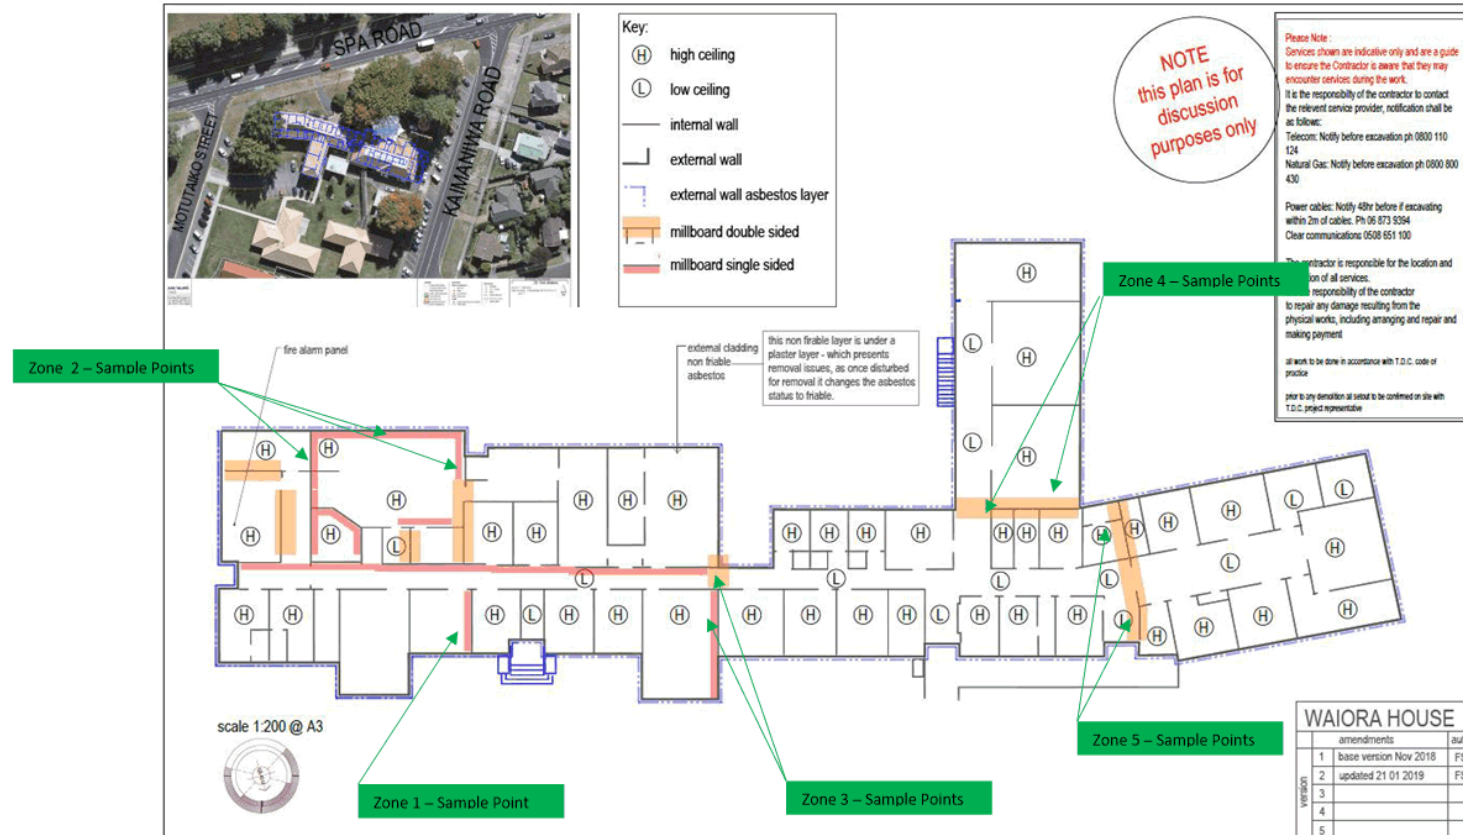 SPA ROAD
KAIMANAWA ROAD
MOTUTAIKO STREET
Key:
H high ceiling
L low ceiling
internal wall
external wall
external wall asbestos layer
millboard double sided
millboard single sided
NOTE
this plan is for
discussion
purposes only
Please Note :
Services shown are indicative only and are a guide
to ensure the Contractor is aware that they may
encounter services during the work.
It is the responsibility of the contractor to contact
the relevent service provider, notification shall be
as follows:
Telecom: Notify before excavation ph 0800 110
124
Natural Gas: Notify before excavation ph 0800 800
430
Power cables: Notify 48hr before if excavating
within 2m of cables. Ph 06 873 9394
Clear communications 0508 651 100
contractor is responsible for the location and
of all services.
responsibility of the contractor
to repair any damage resulting from the
physical works, including arranging and repair and
making payment
all work to be done in accordance with T.D.C. code of
practice
prior to any demolition all setout to be confirmed on site with
T.D.C. project representative
Zone 4 – Sample Points
Zone 2 – Sample Points
fire alarm panel
external cladding
non friable
asbestos
this non friable layer is under a
plaster layer - which presents
removal issues, as once disturbed
for removal it changes the asbestos
status to friable.
H
H
L
H
L
H
H
H
H
H
H
H
H
H
H
H
L
H
H
H
H
H
H
H
H
H
H
H
H
L
L
H
L
L
L
L
L
H
H
H
L
H
H
H
H
H
H
H
L
H
H
H
L
H
H
H
H
scale 1:200 @ A3
Zone 1 – Sample Point
Zone 3 – Sample Points
Zone 5 – Sample Points
WAIORA HOUSE
amendments
version
1 base version Nov 2018 FS
2 updated 21 01 2019 FS
3
4
5